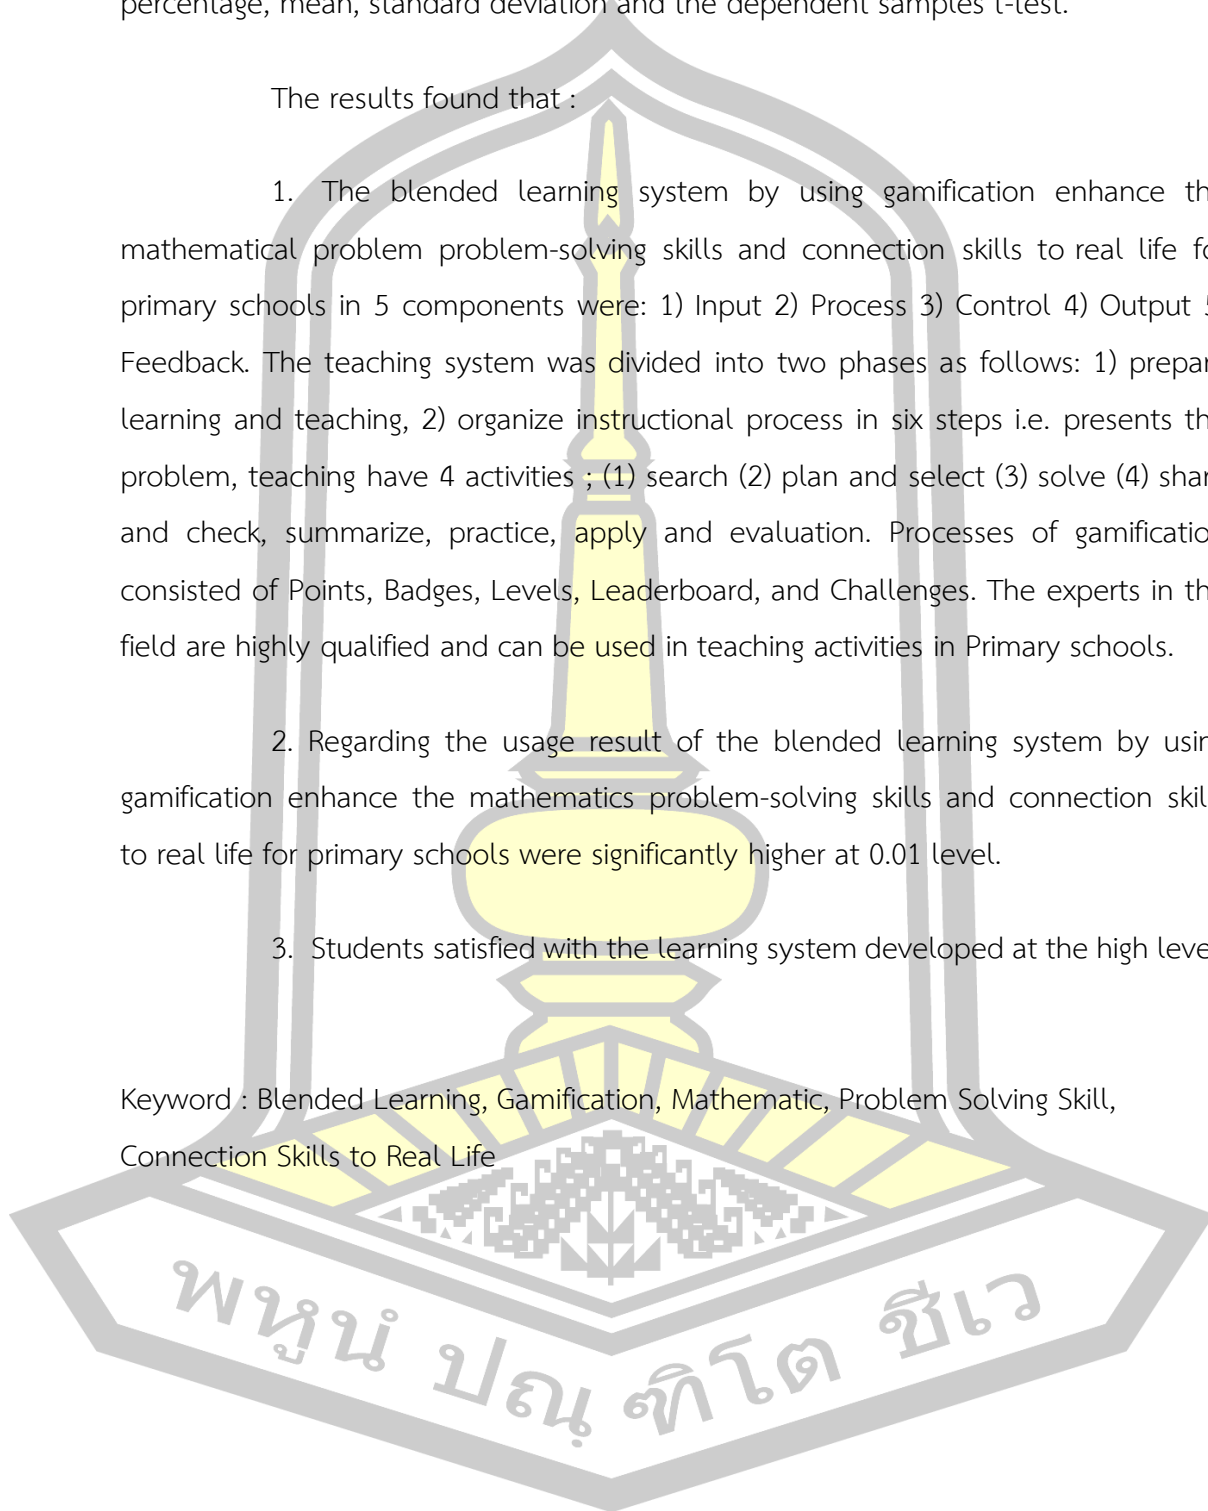 percentage, mean, standard deviation and the dependent samples t-test.
The results found that :
1. The blended learning system by using gamification enhance th
mathematical problem problem-solving skills and connection skills to real life fo
primary schools in 5 components were: 1) Input 2) Process 3) Control 4) Output 5
Feedback. The teaching system was divided into two phases as follows: 1) prepar
learning and teaching, 2) organize instructional process in six steps i.e. presents th
problem, teaching have 4 activities ; (1) search (2) plan and select (3) solve (4) shar
and check, summarize, practice, apply and evaluation. Processes of gamificatio
consisted of Points, Badges, Levels, Leaderboard, and Challenges. The experts in th
field are highly qualified and can be used in teaching activities in Primary schools.
2. Regarding the usage result of the blended learning system by usin
gamification enhance the mathematics problem-solving skills and connection skil
to real life for primary schools were significantly higher at 0.01 level.
3. Students satisfied with the learning system developed at the high leve
Keyword : Blended Learning, Gamification, Mathematic, Problem Solving Skill,
Connection Skills to Real Life
พหูนํ ปณฺฑิโต ชีเว